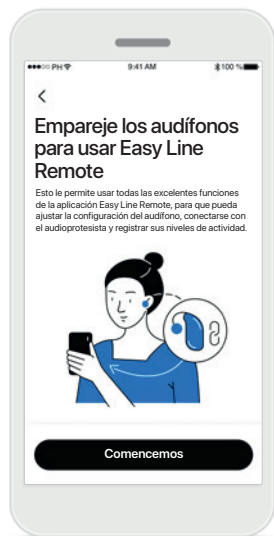 ●●●○○ PH 9:41 AM 100 %
Empareje los audífonos
para usar Easy Line
Remote
Esto le permite usar todas las excelentes funciones
de la aplicación Easy Line Remote, para que pueda
ajustar la configuración del audífono, conectarse con
el audioprotesista y registrar sus niveles de actividad.
Comencemos